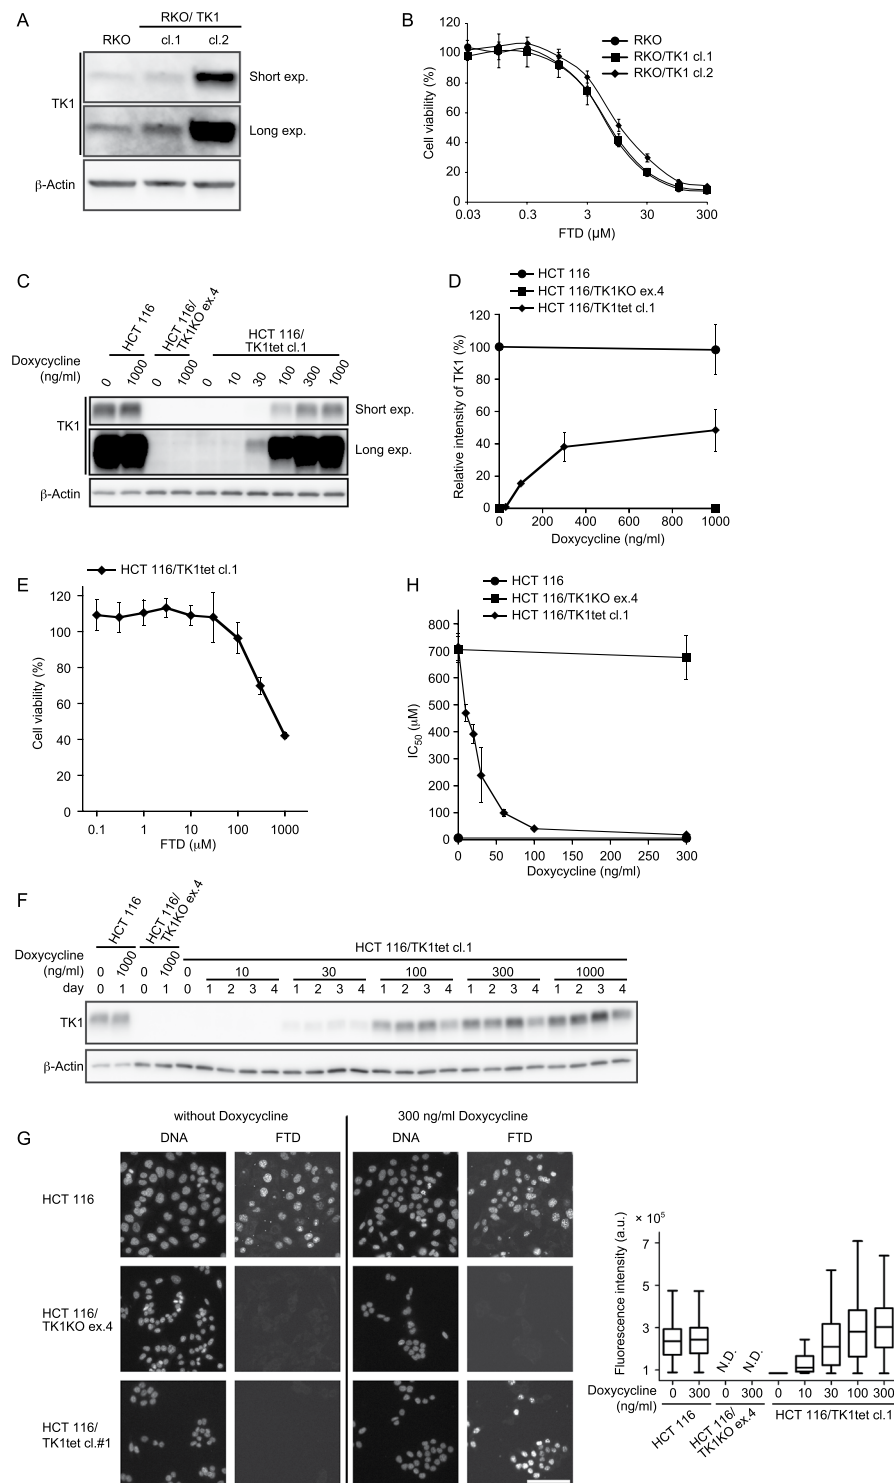 A
RKO/ TK1
RKO cl.1 cl.2
Short exp.
TK1
Long exp.
β-Actin
B
RKO
RKO/TK1 cl.1
RKO/TK1 cl.2
120
100
80
60
40
20
0
Cell viability (%)
0.03 0.3 3 30 300
FTD (μM)
C
HCT 116
HCT 116/
TK1KO ex.4
HCT 116/
TK1tet cl.1
Doxycycline
(ng/ml)
0 1000 0 1000 0 10 30 100 300 1000
Short exp.
TK1
Long exp.
β-Actin
D
HCT 116
HCT 116/TK1KO ex.4
HCT 116/TK1tet cl.1
120
100
80
60
40
20
0
Relative intensity of TK1 (%)
0 200 400 600 800 1000
Doxycycline (ng/ml)
E
HCT 116/TK1tet cl.1
120
100
80
60
40
20
0
Cell viability (%)
0.1 1 10 100 1000
FTD (μM)
H
HCT 116
HCT 116/TK1KO ex.4
HCT 116/TK1tet cl.1
800
700
600
500
400
300
200
100
0
IC50 (μM)
0 50 100 150 200 250 300
Doxycycline (ng/ml)
F
HCT 116
HCT 116/
TK1KO ex.4
HCT 116/TK1tet cl.1
Doxycycline
(ng/ml)
0 1000 0 1000 0 10 30 100 300 1000
day 0 1 0 1 0 1 2 3 4 1 2 3 4 1 2 3 4 1 2 3 4 1 2 3 4
TK1
β-Actin
G
without Doxycycline 300 ng/ml Doxycycline
DNA FTD DNA FTD
HCT 116
HCT 116/
TK1KO ex.4
HCT 116/
TK1tet cl.#1
× 10⁵
7
5
3
1
Fluorescence intensity (a.u.)
N.D. N.D.
Doxycycline
(ng/ml)
0 300 0 300 0 10 30 100 300
HCT 116
HCT 116/
TK1KO ex.4
HCT 116/TK1tet cl.1